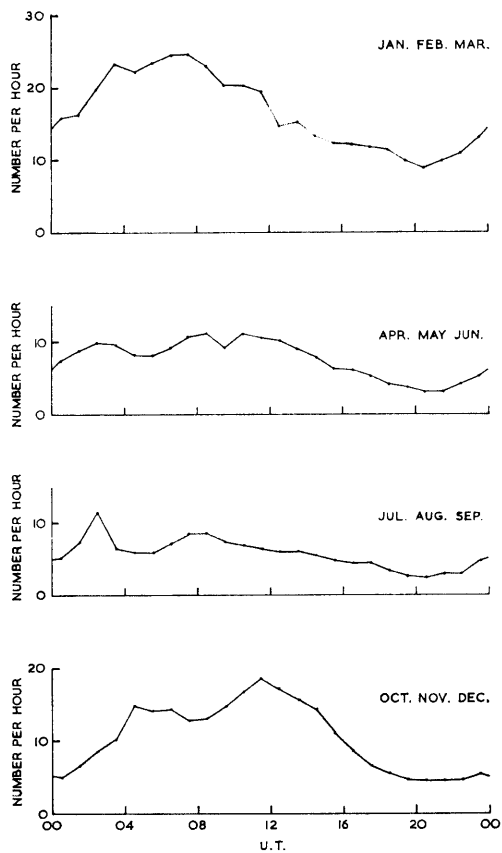 30
20
10
0
NUMBER PER HOUR
JAN. FEB. MAR.
10
0
NUMBER PER HOUR
APR. MAY JUN.
10
0
NUMBER PER HOUR
JUL. AUG. SEP.
20
10
0
NUMBER PER HOUR
OCT. NOV. DEC.
00 04 08 12 16 20 00
U.T.